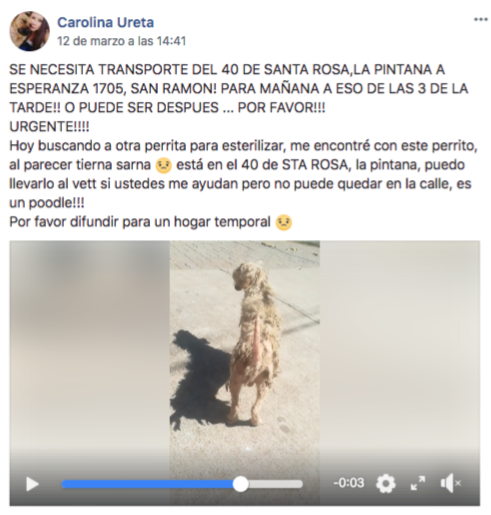 Carolina Ureta
12 de marzo a las 14:41
SE NECESITA TRANSPORTE DEL 40 DE SANTA ROSA,LA PINTANA A
ESPERANZA 1705, SAN RAMON! PARA MAÑANA A ESO DE LAS 3 DE LA
TARDE!! O PUEDE SER DESPUES ... POR FAVOR!!!
URGENTE!!!!
Hoy buscando a otra perrita para esterilizar, me encontré con este perrito,
al parecer tierna sarna 😟 está en el 40 de STA ROSA, la pintana, puedo
llevarlo al vett si ustedes me ayudan pero no puede quedar en la calle, es
un poodle!!!
Por favor difundir para un hogar temporal 😟
-0:03